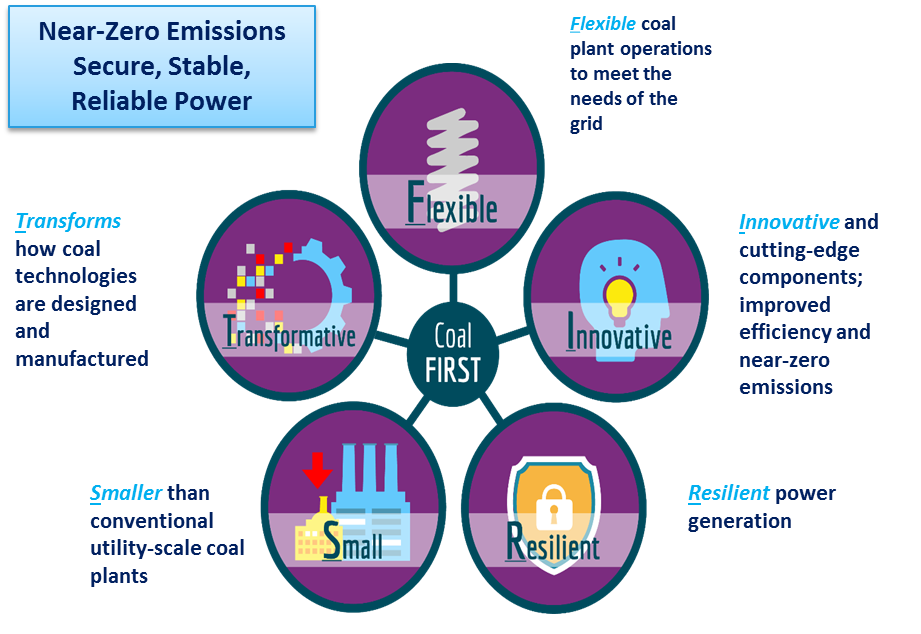 Near-Zero Emissions
Secure, Stable,
Reliable Power
Flexible coal
plant operations
to meet the
needs of the
grid
Flexible
Innovative
Innovative and
cutting-edge
components;
improved
efficiency and
near-zero
emissions
Resilient
Resilient power
generation
Small
Smaller than
conventional
utility-scale coal
plants
Transformative
Transforms
how coal
technologies
are designed
and
manufactured
Coal
FIRST